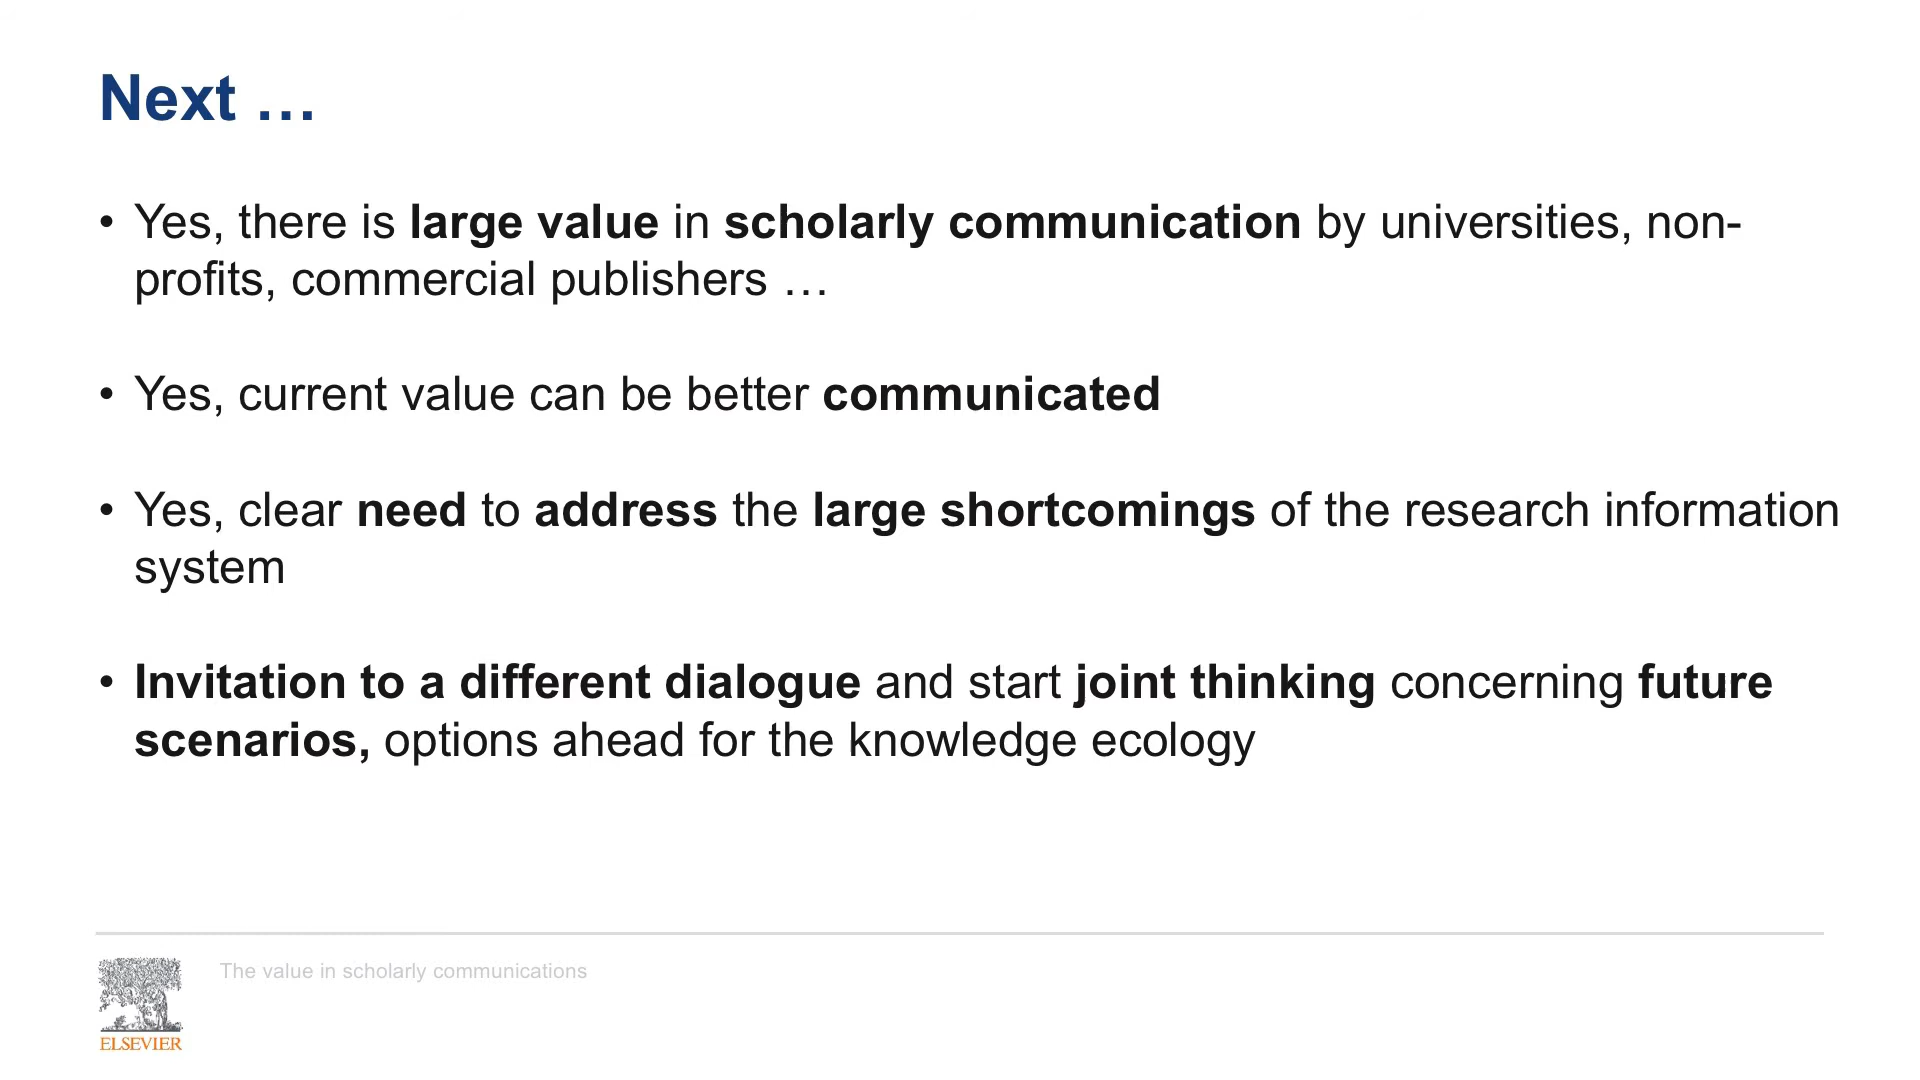 Next …
• Yes, there is large value in scholarly communication by universities, non-
profits, commercial publishers …
• Yes, current value can be better communicated
• Yes, clear need to address the large shortcomings of the research information
system
• Invitation to a different dialogue and start joint thinking concerning future
scenarios, options ahead for the knowledge ecology
The value in scholarly communications
ELSEVIER